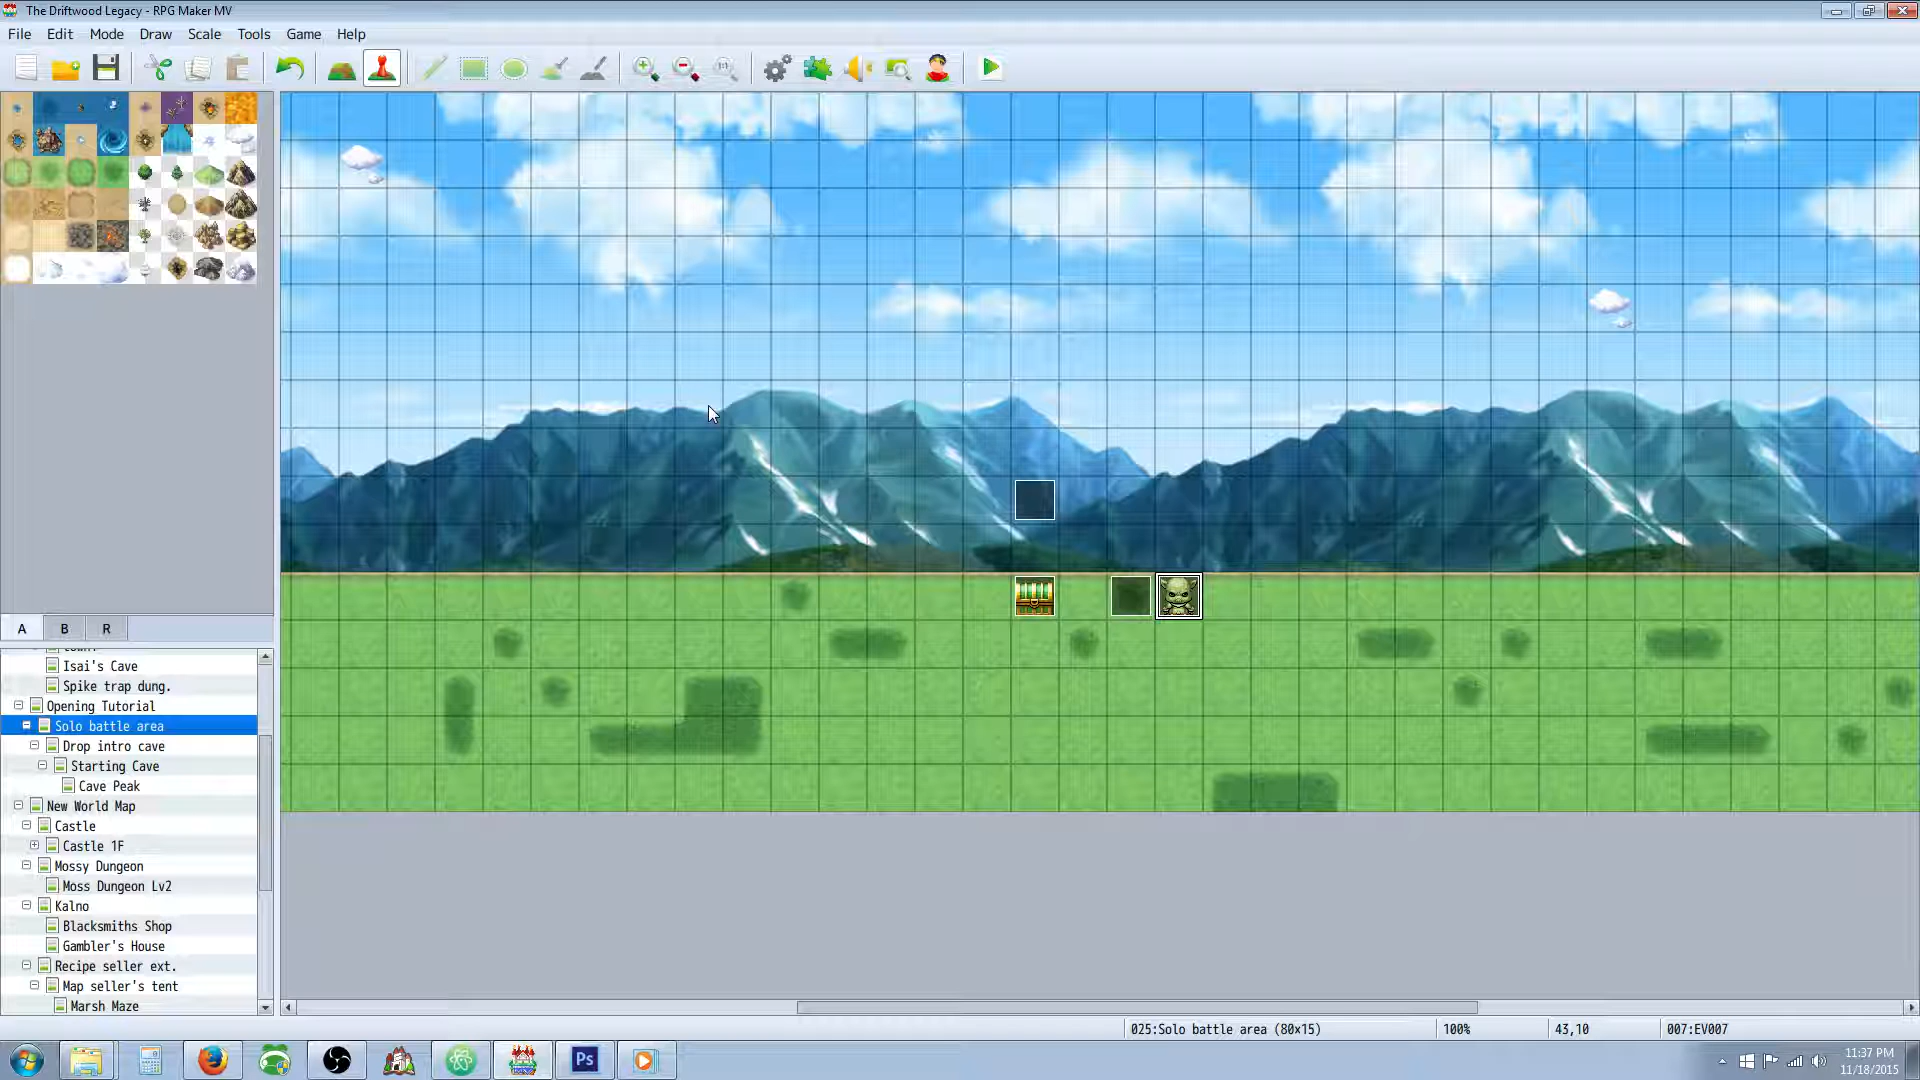 The Driftwood Legacy - RPG Maker MV
File Edit Mode Draw Scale Tools Game Help
A B R
Isai's Cave
Spike trap dung.
Opening Tutorial
Solo battle area
Drop intro cave
Starting Cave
Cave Peak
New World Map
Castle
Castle 1F
Mossy Dungeon
Moss Dungeon Lv2
Kalno
Blacksmiths Shop
Gambler's House
Recipe seller ext.
Map seller's tent
Marsh Maze
025:Solo battle area (80x15) 100% 43,10 007:EV007
Ps
11:37 PM
11/18/2015